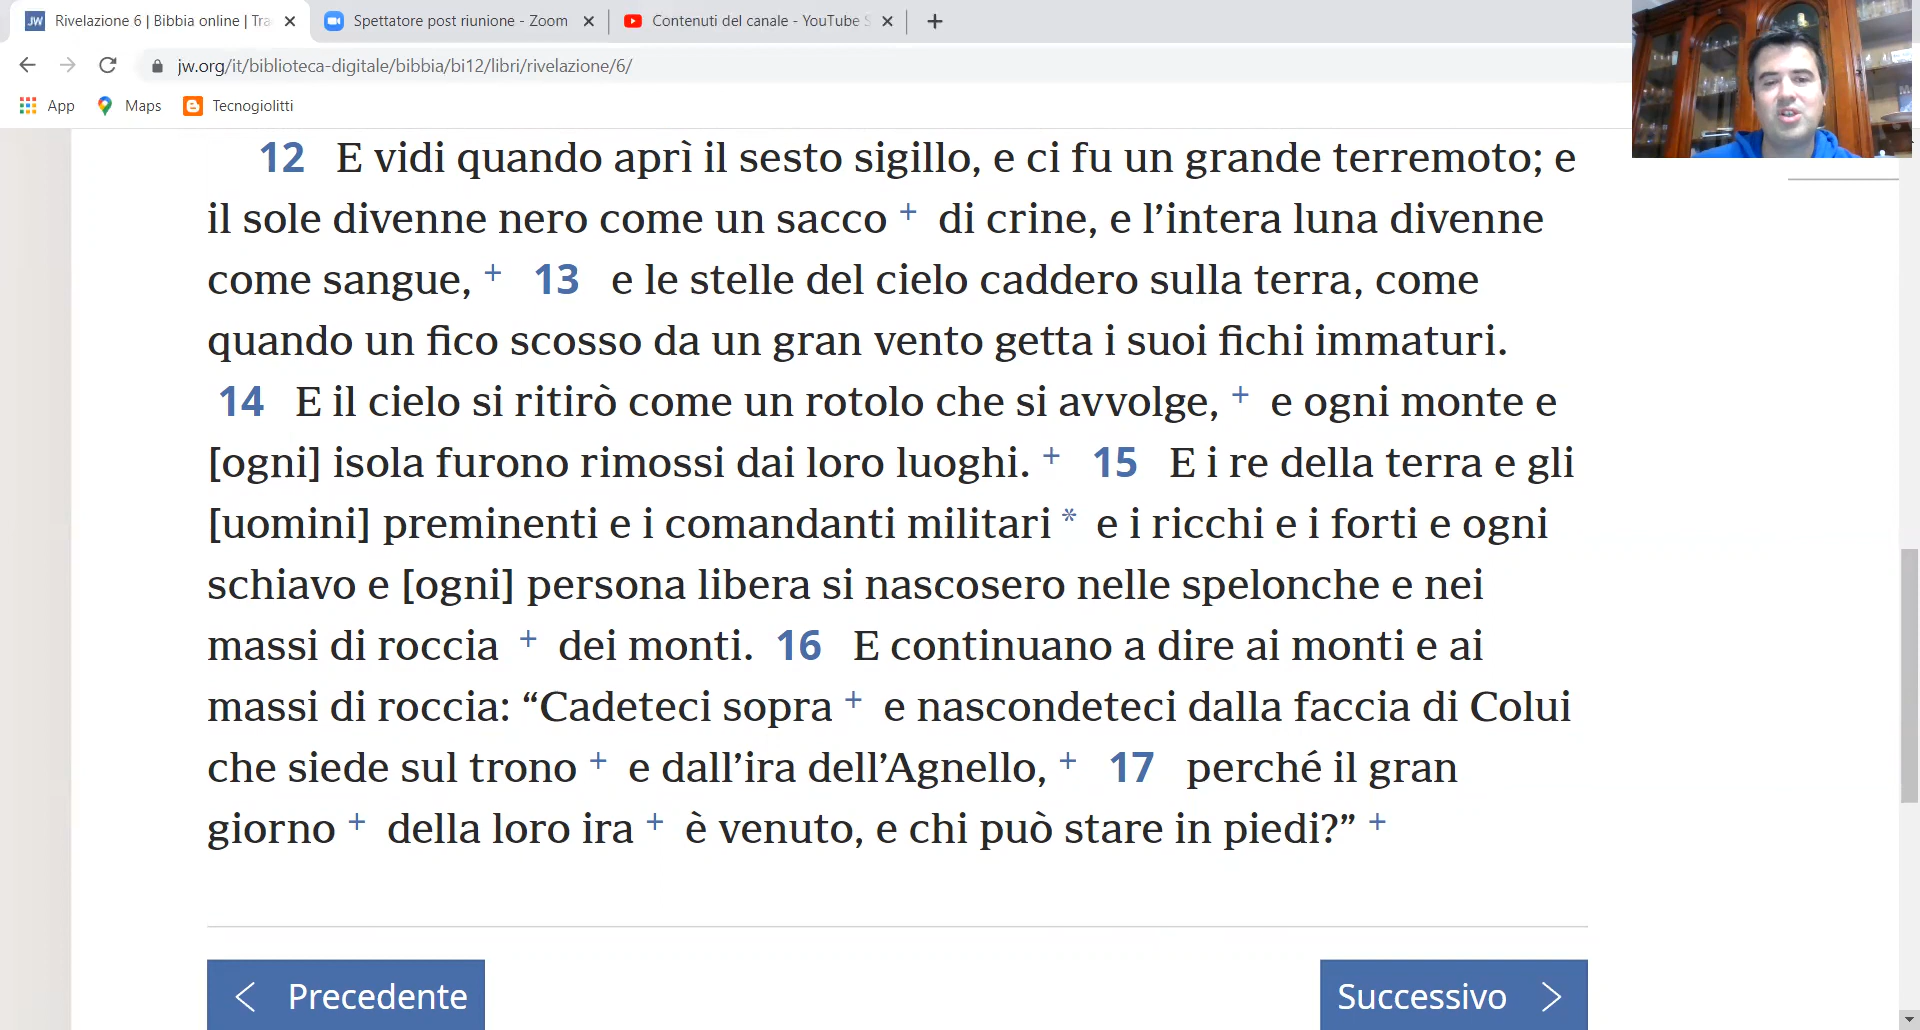 JW Rivelazione 6 | Bibbia online | Tra
Spettatore post riunione - Zoom
Contenuti del canale - YouTube S
jw.org/it/biblioteca-digitale/bibbia/bi12/libri/rivelazione/6/
App Maps Tecnogiolitti
12 E vidi quando aprì il sesto sigillo, e ci fu un grande terremoto; e
il sole divenne nero come un sacco + di crine, e l’intera luna divenne
come sangue, + 13 e le stelle del cielo caddero sulla terra, come
quando un fico scosso da un gran vento getta i suoi fichi immaturi.
14 E il cielo si ritirò come un rotolo che si avvolge, + e ogni monte e
[ogni] isola furono rimossi dai loro luoghi. + 15 E i re della terra e gli
[uomini] preminenti e i comandanti militari * e i ricchi e i forti e ogni
schiavo e [ogni] persona libera si nascosero nelle spelonche e nei
massi di roccia + dei monti. 16 E continuano a dire ai monti e ai
massi di roccia: “Cadeteci sopra + e nascondeteci dalla faccia di Colui
che siede sul trono + e dall’ira dell’Agnello, + 17 perché il gran
giorno + della loro ira + è venuto, e chi può stare in piedi?” +
Precedente
Successivo